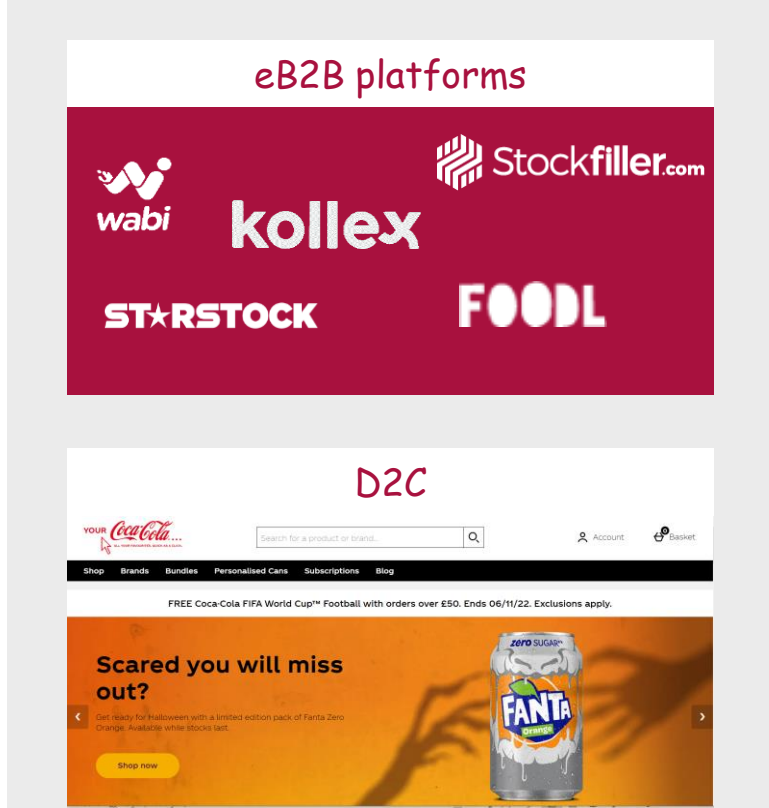 eB2B platforms
wabi
Stockfiller.com
kollex
ST★RSTOCK
FOODL
D2C
YOUR Coca-Cola...
Search for a product or brand...
Account
0
Basket
Shop Brands Bundles Personalised Cans Subscriptions Blog
FREE Coca-Cola FIFA World Cup™ Football with orders over £50. Ends 06/11/22. Exclusions apply.
Scared you will miss
out?
Get ready for Halloween with a limited edition pack of Fanta Zero
Orange. Available while stocks last.
Shop now
zero SUGAR
FANTA
Orange